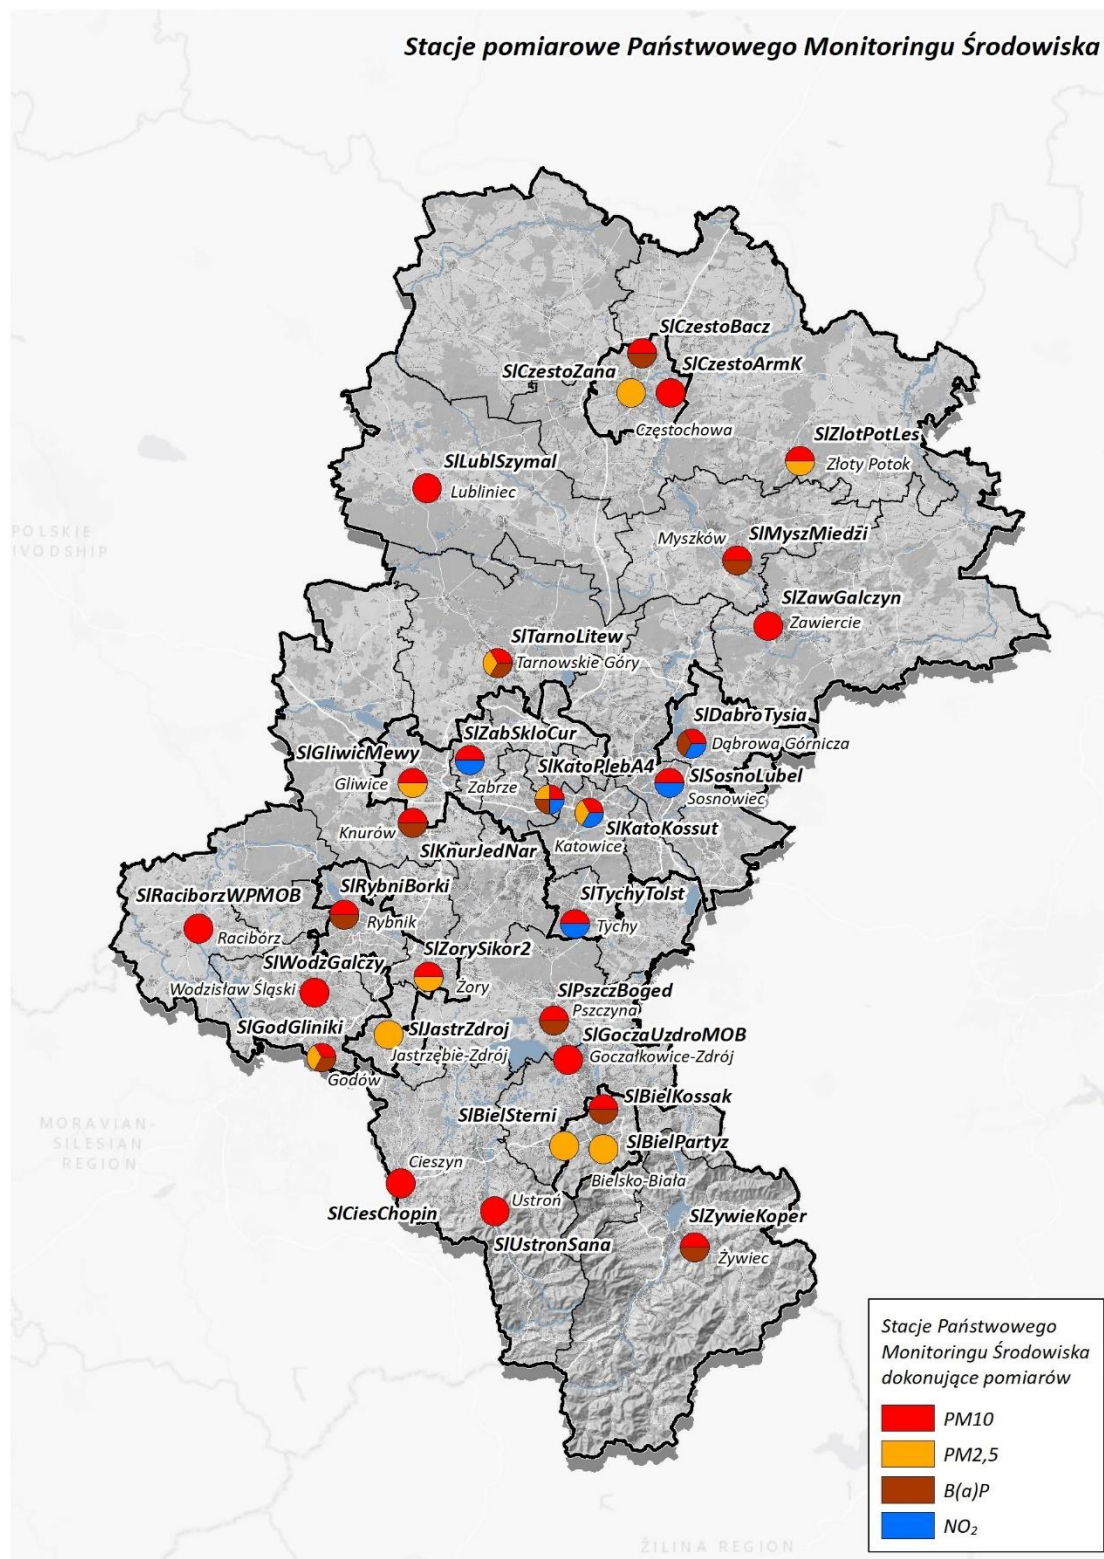 Stacje pomiarowe Państwowego Monitoringu Środowiska
SlCzestoBacz
SlCzestoZana
SlCzestoArmK
Częstochowa
SlZlotPotLes
Złoty Potok
SlLublSzymal
Lubliniec
POLSKIE
IVODSHIP
Myszków
SlMyszMiedzi
SlZawGalczyn
Zawiercie
SlTarnoLitew
Tarnowskie Góry
SlDabroTysia
Dąbrowa Górnicza
SlZabSkloCur
Zabrze
SlGliwicMewy
Gliwice
SlKatoPlebA4
SlSosnoLubel
Sosnowiec
SlKatoKossut
Katowice
Knurów
SlKnurJedNar
SlRaciborzWPMOB
Racibórz
SlRybniBorki
Rybnik
SlTychyTolst
Tychy
SlZorySikor2
Żory
SlWodzGalczy
Wodzisław Śląski
SlPszczBoged
Pszczyna
SlGodGliniki
Godów
SlJastrZdroj
Jastrzębie-Zdrój
SlGoczaUzdroMOB
Goczałkowice-Zdrój
SlBielKossak
SlBielSterni
SlBielPartyz
Bielsko-Biała
MORAVIAN-
SILESIAN
REGION
Cieszyn
SlCiesChopin
Ustroń
SlUstronSana
SlZywieKoper
Żywiec
Stacje Państwowego
Monitoringu Środowiska
dokonujące pomiarów
PM10
PM2,5
B(a)P
NO₂
ŽILINA REGION